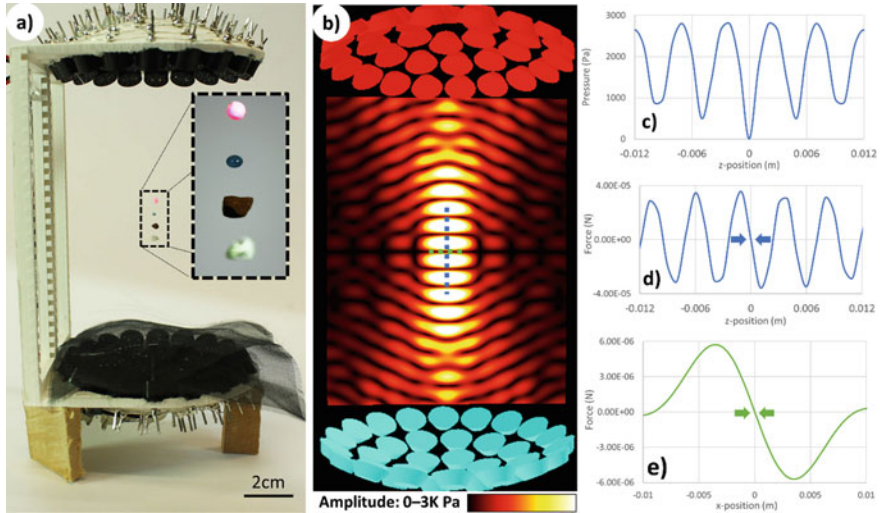 a)
2cm
b)
Amplitude: 0–3K Pa
c)
Pressure (Pa)
3000
2000
1000
0
-0.012
-0.006
0
0.006
0.012
z-position (m)
d)
Force (N)
4.00E-05
0.00E+00
-4.00E-05
-0.012
-0.006
0
0.006
0.012
z-position (m)
e)
Force (N)
6.00E-06
3.00E-06
0.00E+00
-3.00E-06
-6.00E-06
-0.01
-0.005
0
0.005
0.01
x-position (m)